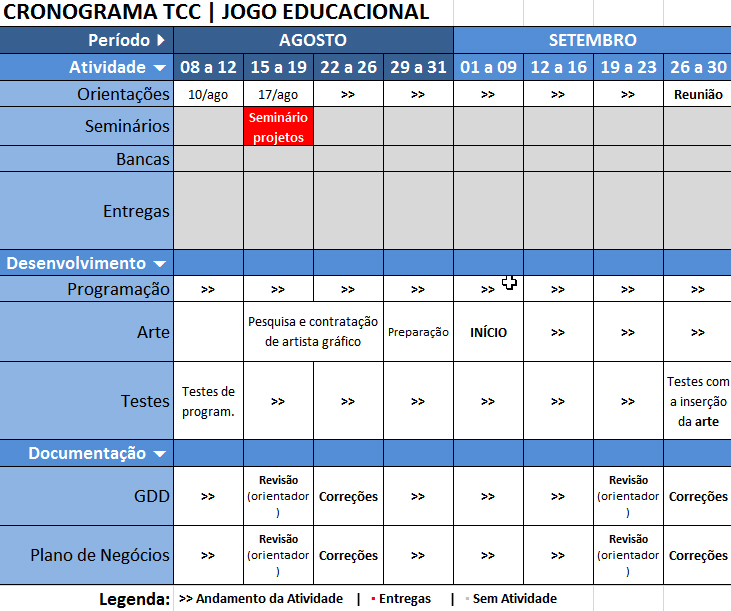 CRONOGRAMA TCC | JOGO EDUCACIONAL
Período AGOSTO SETEMBRO
Atividade 08 a 12 15 a 19 22 a 26 29 a 31 01 a 09 12 a 16 19 a 23 26 a 30
Orientações 10/ago 17/ago >> >> >> >> >> Reunião
Seminários Seminário
projetos
Bancas
Entregas
Desenvolvimento
Programação >> >> >> >> >> >> >> >>
Arte Pesquisa e contratação
de artista gráfico Preparação INÍCIO >> >> >>
Testes Testes de
program. >> >> >> >> >> >> Testes com
a inserção
da arte
Documentação
GDD >> Revisão
(orientador
) Correções >> >> >> Revisão
(orientador
) Correções
Plano de Negócios >> Revisão
(orientador
) Correções >> >> >> Revisão
(orientador
) Correções
Legenda: >> Andamento da Atividade | Entregas | Sem Atividade